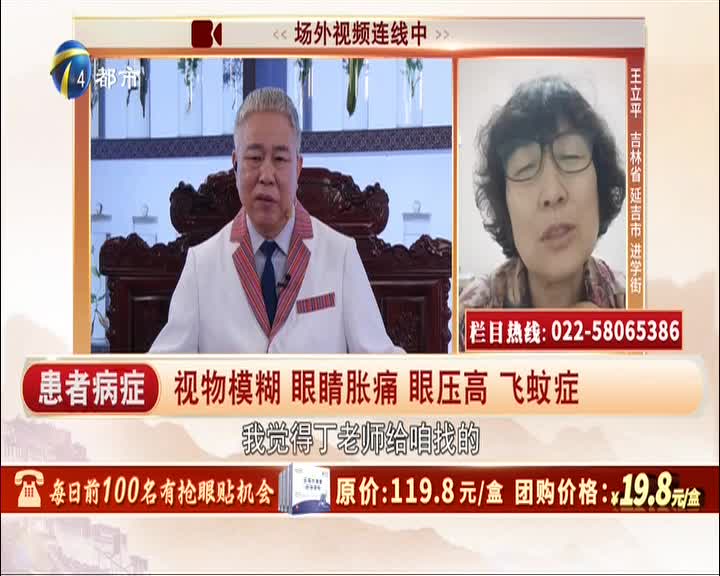 << 场外视频连线中 >>
4 都市
王立平 吉林省 延吉市 进学街
栏目热线: 022-58065386
患者病症
视物模糊 眼睛胀痛 眼压高 飞蚊症
我觉得丁老师给咱找的
每日前100名有抢眼贴机会
原价:119.8元/盒 团购价格:¥19.8元/盒